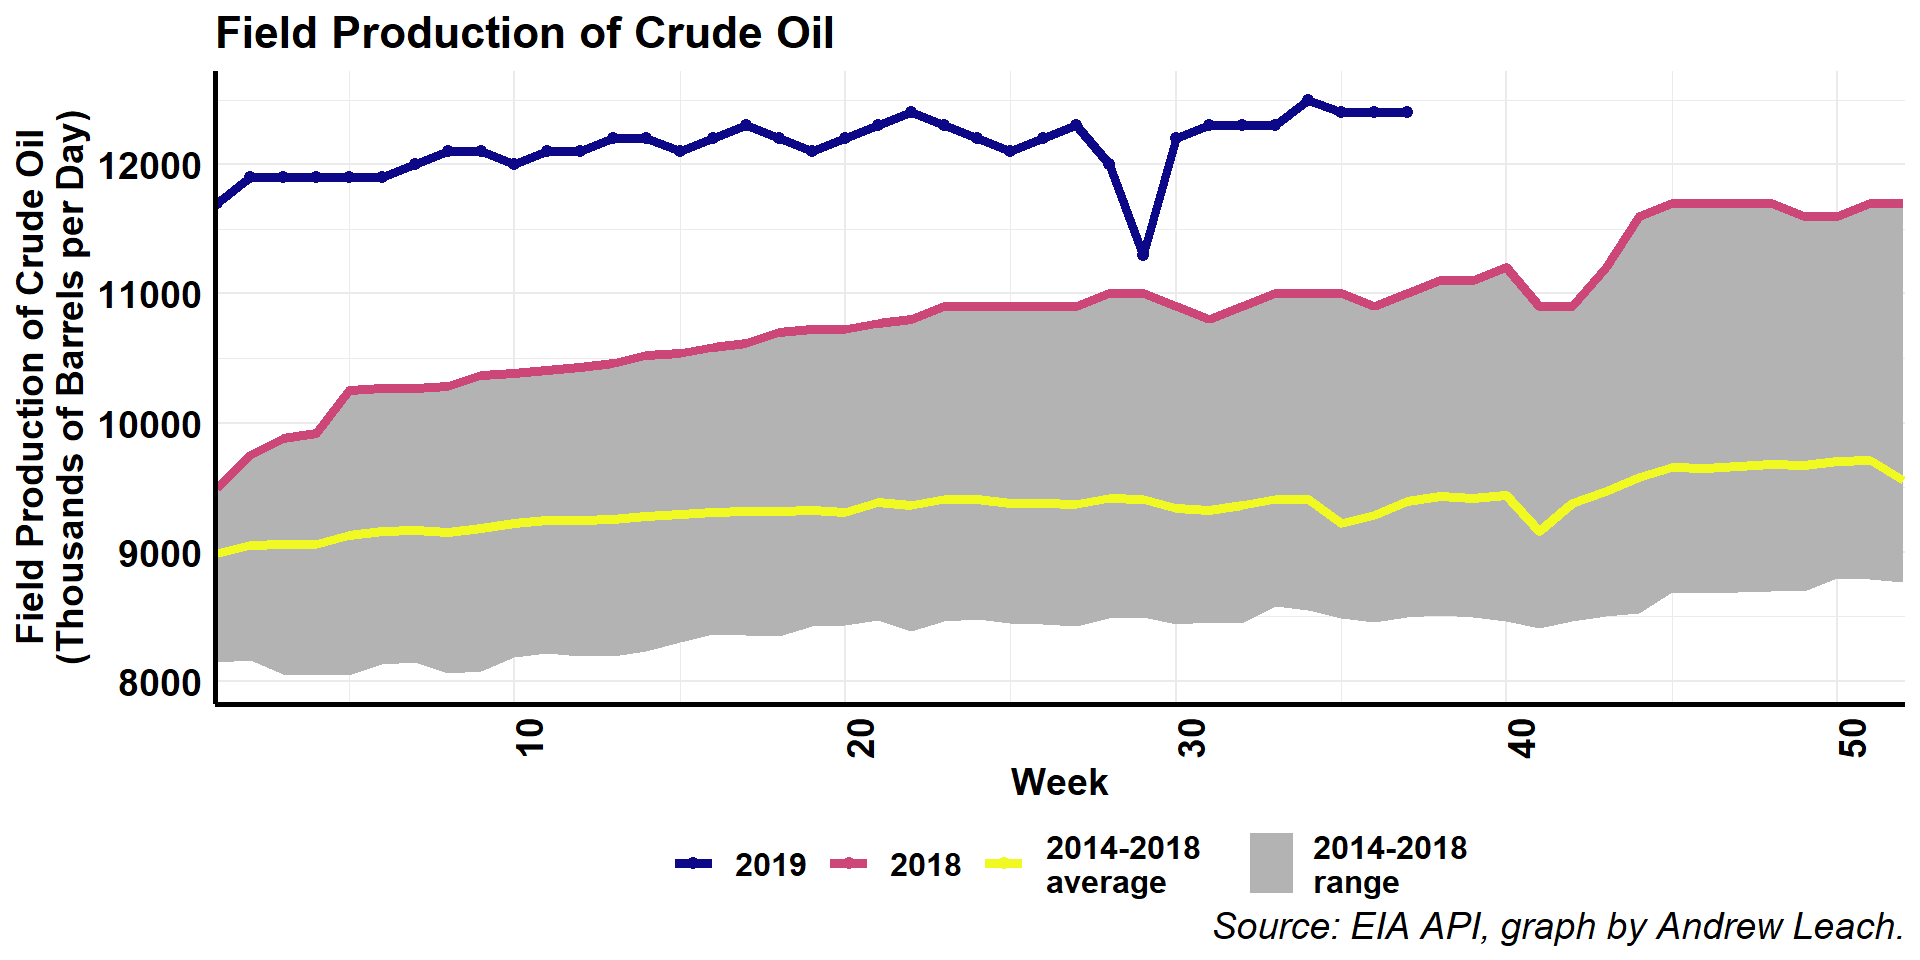 Field Production of Crude Oil
Field Production of Crude Oil
(Thousands of Barrels per Day)
12000
11000
10000
9000
8000
10
20
30
40
50
Week
2019
2018
2014-2018
average
2014-2018
range
Source: EIA API, graph by Andrew Leach.